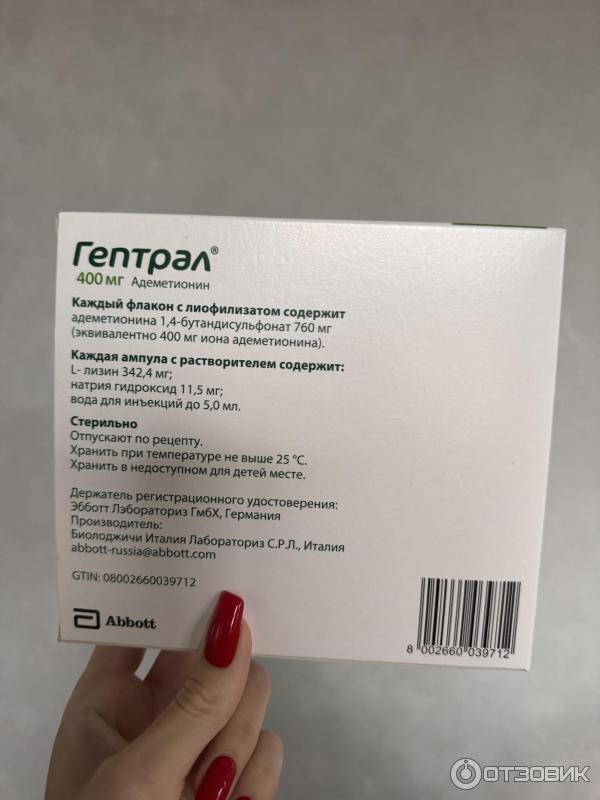 Гептрал®
400 мг Адеметионин
Каждый флакон с лиофилизатом содержит
адеметионина 1,4-бутандисульфонат 760 мг
(эквивалентно 400 мг иона адеметионина).
Каждая ампула с растворителем содержит:
L- лизин 342,4 мг;
натрия гидроксид 11,5 мг;
вода для инъекций до 5,0 мл.
Стерильно
Отпускают по рецепту.
Хранить при температуре не выше 25 °C.
Хранить в недоступном для детей месте.
Держатель регистрационного удостоверения:
Эбботт Лэбораториз ГмбХ, Германия
Производитель:
Биолоджичи Италия Лабораториз С.Р.Л., Италия
abbott-russia@abbott.com
GTIN: 08002660039712
Abbott
8 002660 039712
ОТЗОВИК